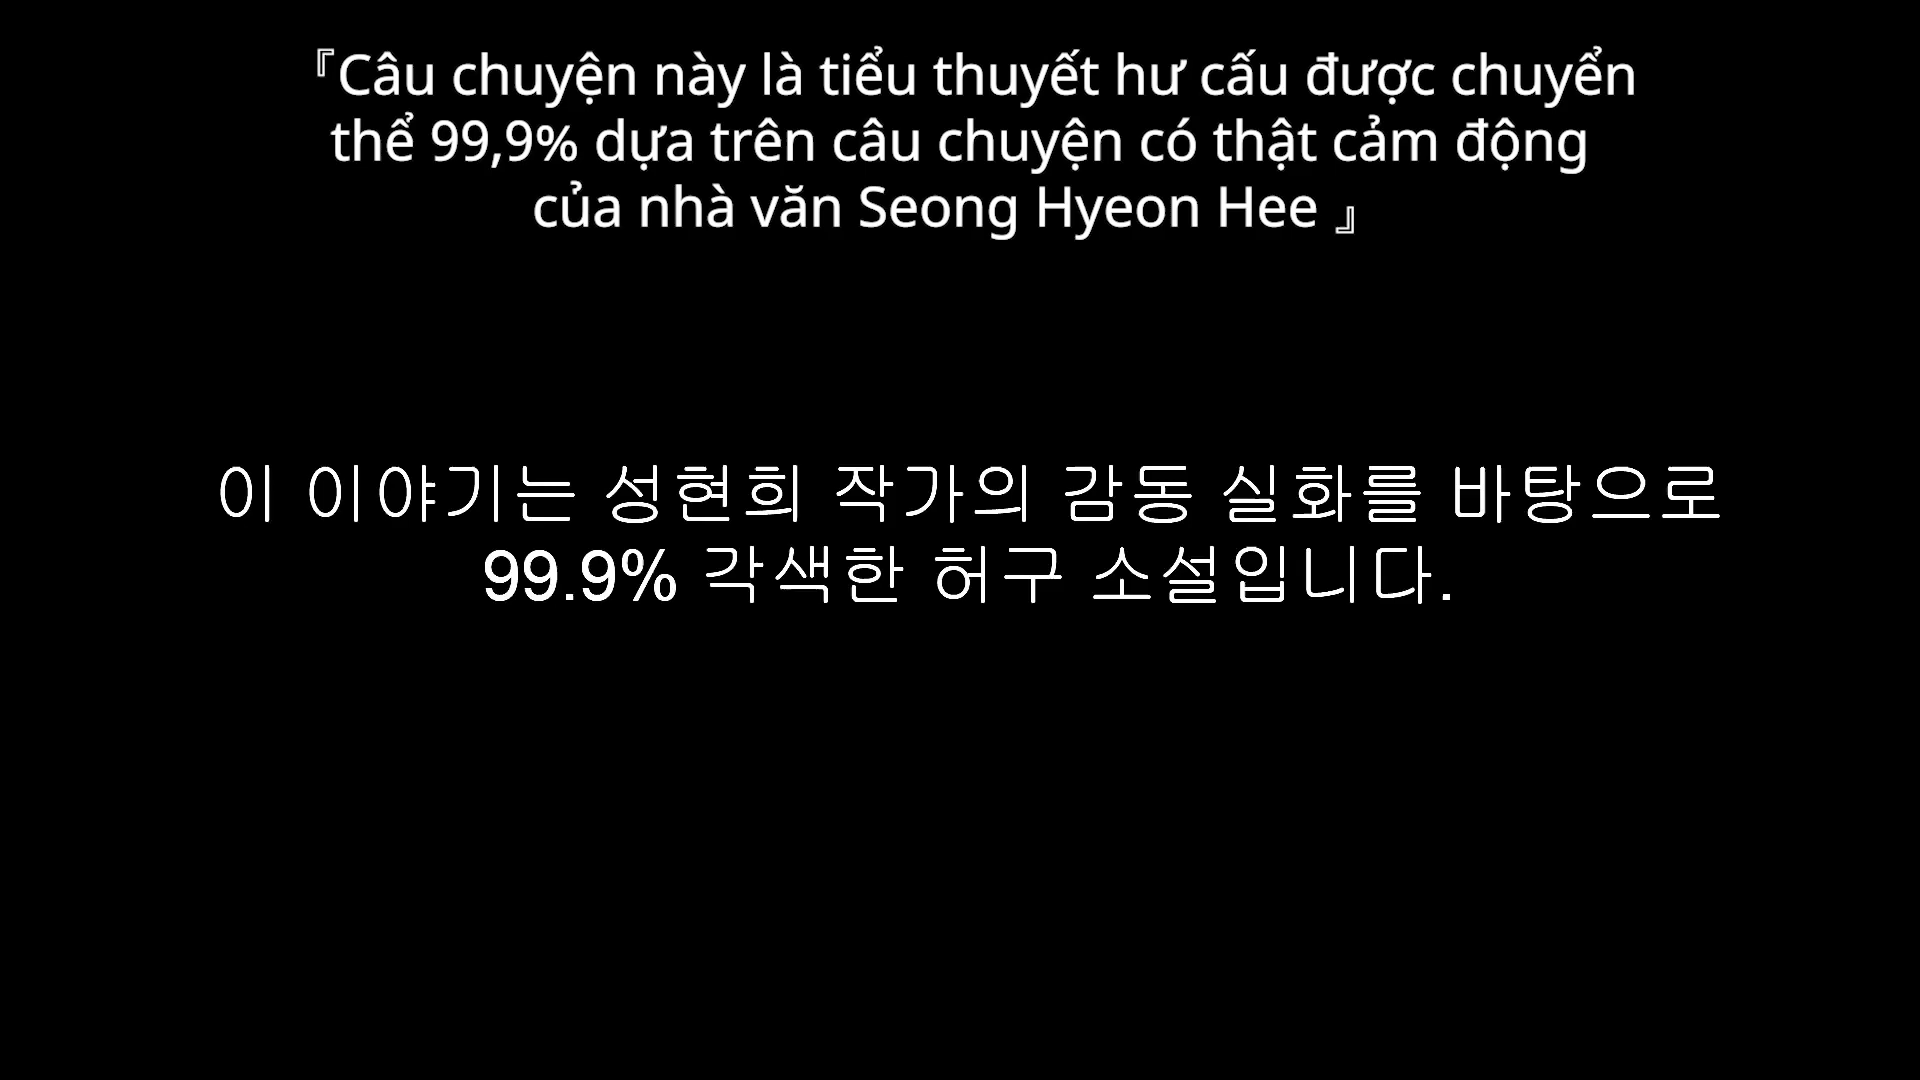 『Câu chuyện này là tiểu thuyết hư cấu được chuyển
thể 99,9% dựa trên câu chuyện có thật cảm động
của nhà văn Seong Hyeon Hee 』
이 이야기는 성현희 작가의 감동 실화를 바탕으로
99.9% 각색한 허구 소설입니다.